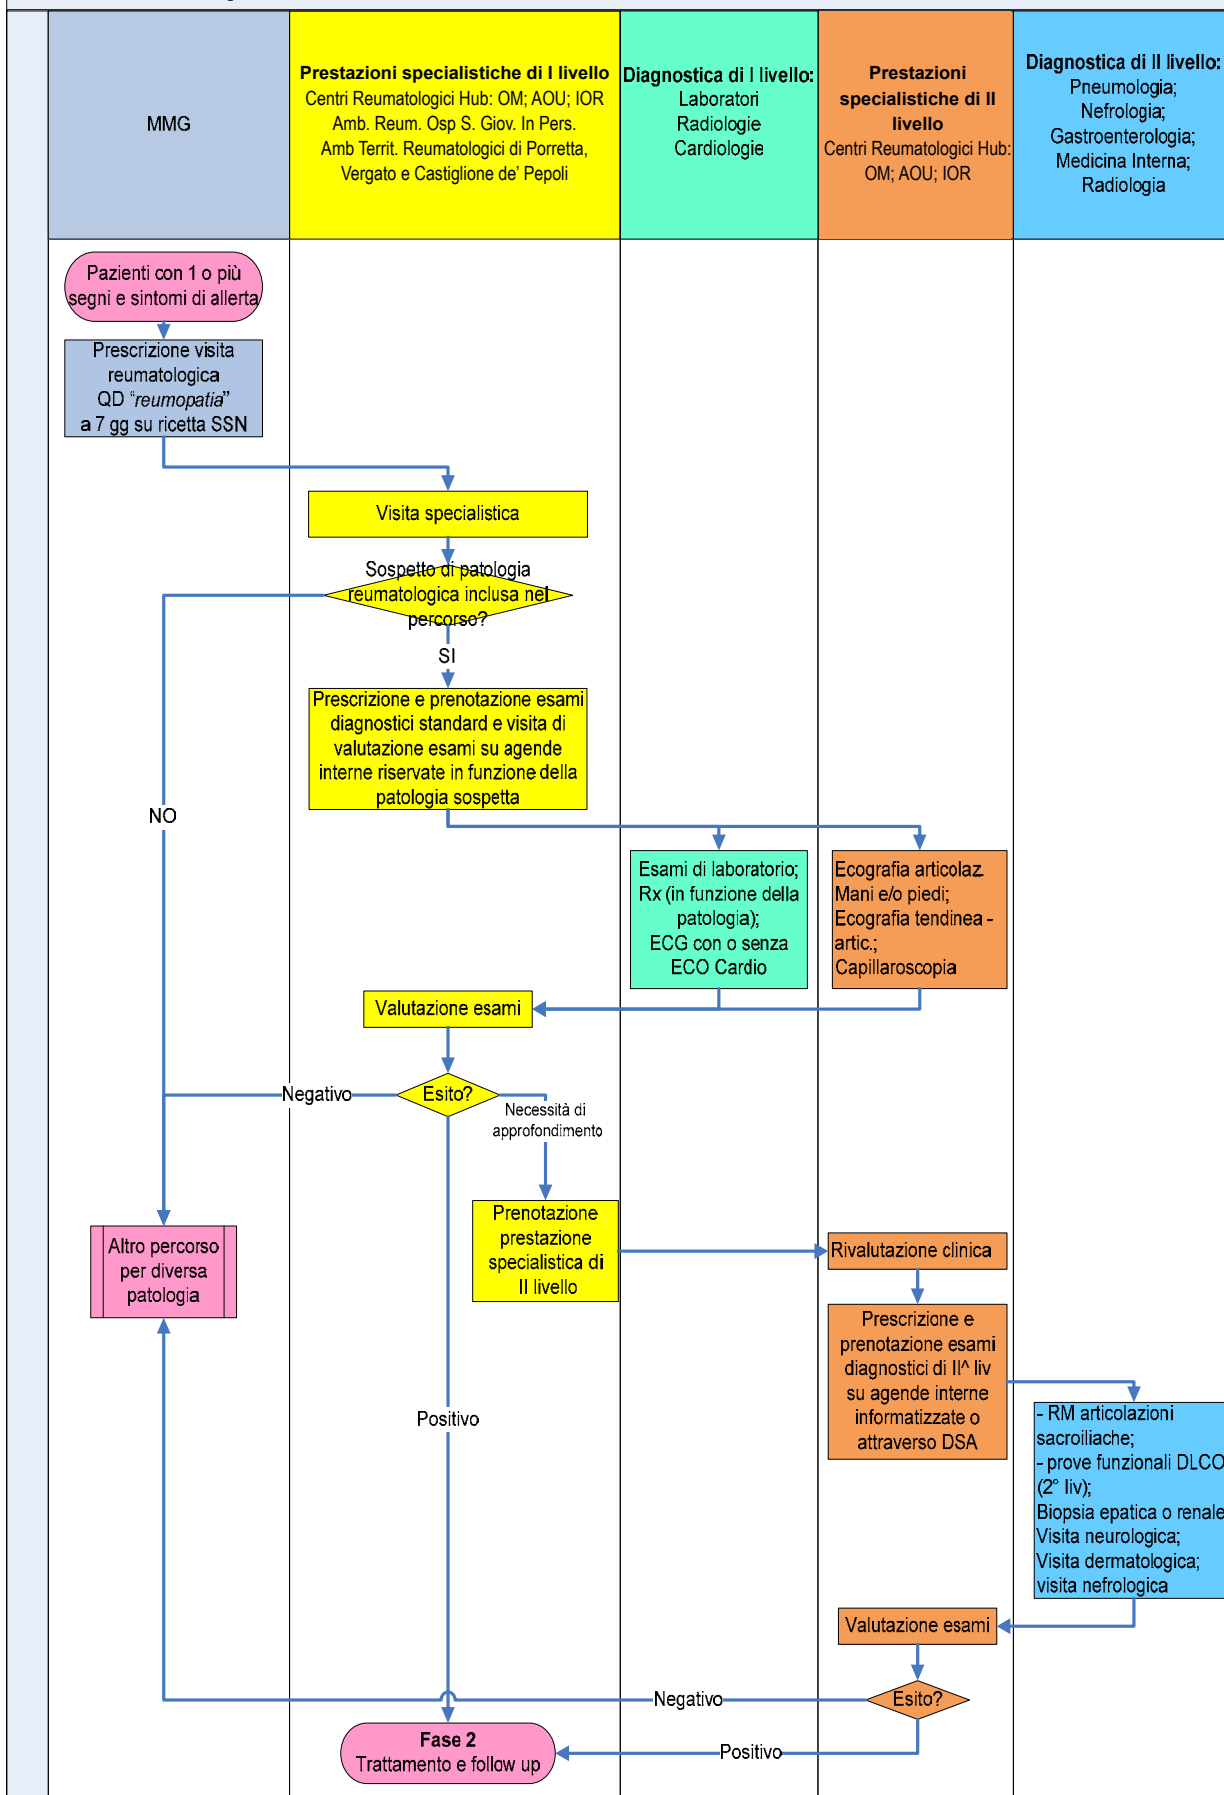 MMG
Prestazioni specialistiche di I livello
Centri Reumatologici Hub: OM; AOU; IOR
Amb. Reum. Osp S. Giov. In Pers.
Amb Territ. Reumatologici di Porretta,
Vergato e Castiglione de’ Pepoli
Diagnostica di I livello:
Laboratori
Radiologie
Cardiologie
Prestazioni
specialistiche di II
livello
Centri Reumatologici Hub:
OM; AOU; IOR
Diagnostica di II livello:
Pneumologia;
Nefrologia;
Gastroenterologia;
Medicina Interna;
Radiologia
Pazienti con 1 o più
segni e sintomi di allerta
Prescrizione visita
reumatologica
QD “reumopatia”
a 7 gg su ricetta SSN
Visita specialistica
Sospetto di patologia
reumatologica inclusa nel
percorso?
SI
Prescrizione e prenotazione esami
diagnostici standard e visita di
valutazione esami su agende
interne riservate in funzione della
patologia sospetta
NO
Esami di laboratorio;
Rx (in funzione della
patologia);
ECG con o senza
ECO Cardio
Ecografia articolaz.
Mani e/o piedi;
Ecografia tendinea -
artic.;
Capillaroscopia
Valutazione esami
Esito?
Negativo
Necessità di
approfondimento
Prenotazione
prestazione
specialistica di
II livello
Altro percorso
per diversa
patologia
Rivalutazione clinica
Prescrizione e
prenotazione esami
diagnostici di II^ liv
su agende interne
informatizzate o
attraverso DSA
Positivo
- RM articolazioni
sacroiliache;
- prove funzionali DLCO
(2° liv);
Biopsia epatica o renale
Visita neurologica;
Visita dermatologica;
visita nefrologica
Valutazione esami
Esito?
Negativo
Positivo
Fase 2
Trattamento e follow up